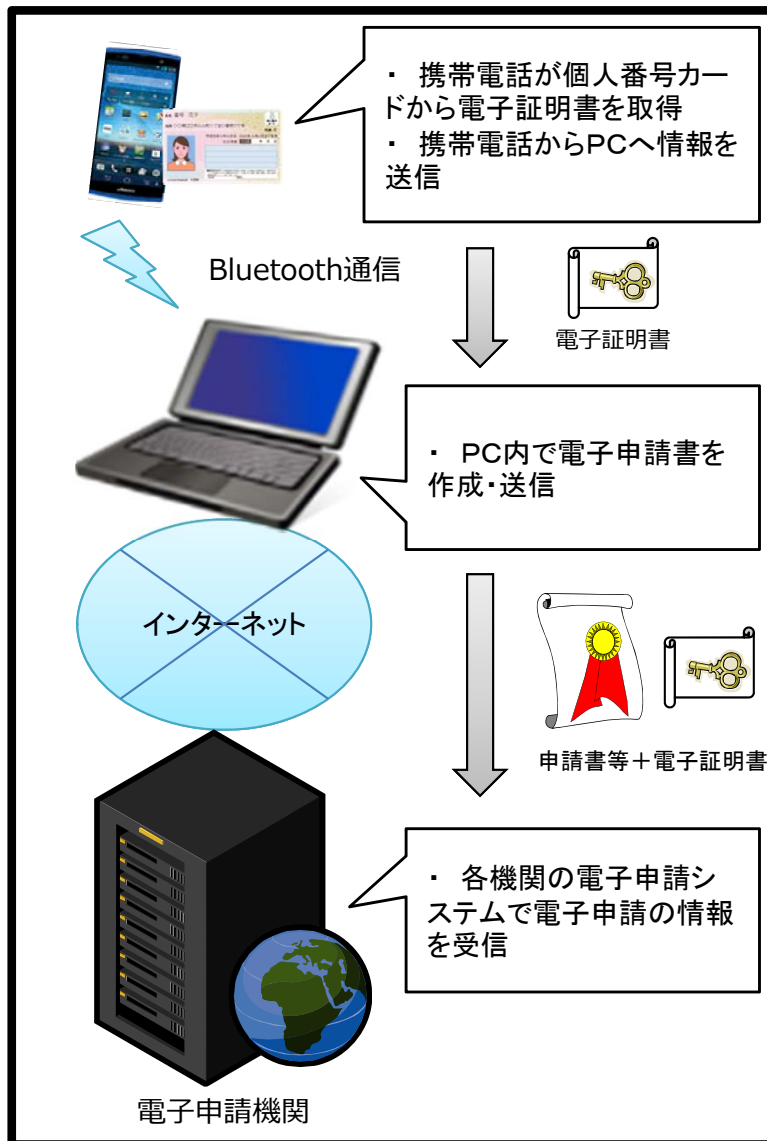 ・ 携帯電話が個人番号カー
ドから電子証明書を取得
・ 携帯電話からPCへ情報を
送信
Bluetooth通信
電子証明書
・ PC内で電子申請書を
作成・送信
インターネット
申請書等＋電子証明書
・ 各機関の電子申請シ
ステムで電子申請の情報
を受信
電子申請機関